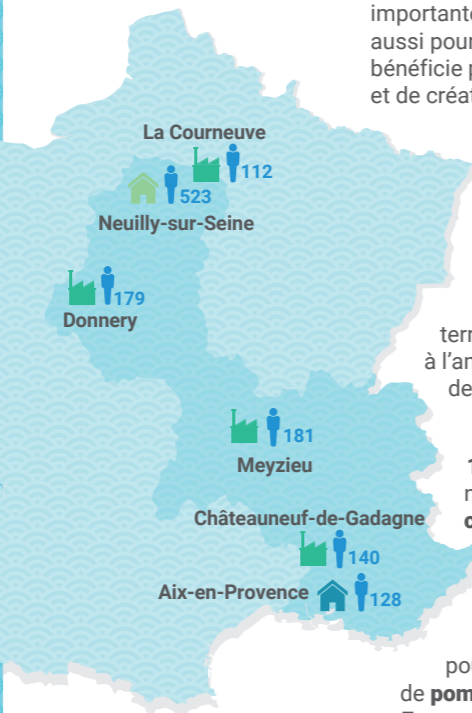 importante
aussi pour
bénéficie p
et de créat
La Courneuve
112
523
Neuilly-sur-Seine
179
Donnery
terr
à l'an
de
181
Meyzieu
1
n
c
Châteauneuf-de-Gadagne
140
Aix-en-Provence
128
pou
de pom